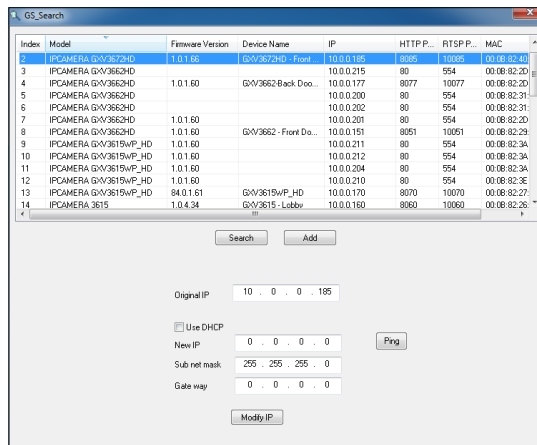 GS_Search
Index Model Firmware Version Device Name IP HTTP P... RTSP P... MAC
2 IPCAMERA GXV3672HD 1.0.1.66 GXV3672HD - Front ... 10.0.0.185 8085 10085 00:0B:82:40:
3 IPCAMERA GXV3662HD 10.0.0.215 80 554 00:0B:82:2D
4 IPCAMERA GXV3662HD 1.0.1.60 GXV3662-Back Doo... 10.0.0.177 8077 10077 00:0B:82:2D
5 IPCAMERA GXV3662HD 10.0.0.200 80 554 00:0B:82:31:
6 IPCAMERA GXV3662HD 10.0.0.202 80 554 00:0B:82:31:
7 IPCAMERA GXV3662HD 1.0.1.60 10.0.0.201 80 554 00:0B:82:2D
8 IPCAMERA GXV3662HD 1.0.1.60 GXV3662 - Front Do... 10.0.0.151 8051 10051 00:0B:82:29:
9 IPCAMERA GXV3615WP_HD 1.0.1.60 10.0.0.211 80 554 00:0B:82:3A
10 IPCAMERA GXV3615WP_HD 1.0.1.60 10.0.0.212 80 554 00:0B:82:3A
11 IPCAMERA GXV3615WP_HD 1.0.1.60 10.0.0.204 80 554 00:0B:82:3A
12 IPCAMERA GXV3615WP_HD 1.0.1.60 10.0.0.210 80 554 00:0B:82:3E
13 IPCAMERA GXV3615WP_HD 84.0.1.61 GXV3615WP_HD 10.0.0.170 8070 10070 00:0B:82:27:
14 IPCAMERA 3615 1.0.4.34 GXV3615 - Lobby 10.0.0.160 8060 10060 00:0B:82:26:
Search Add
Original IP 10 . 0 . 0 . 185
Use DHCP
New IP 0 . 0 . 0 . 0 Ping
Sub net mask 255 . 255 . 255 . 0
Gate way 0 . 0 . 0 . 0
Modify IP